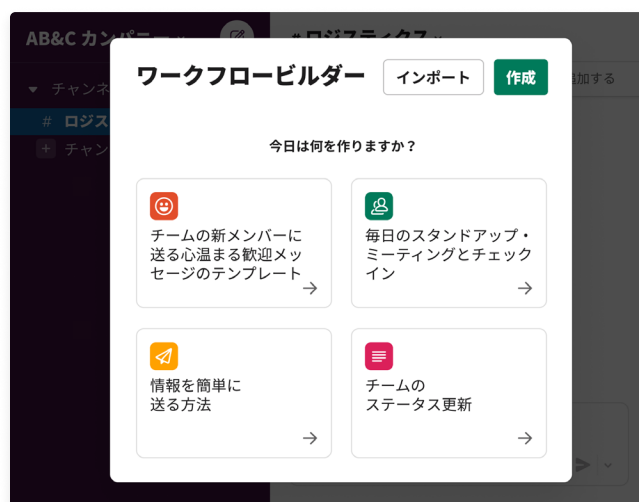 AB&C カンパニー
# ロジスティクス
ワークフロービルダー
インポート
作成
追加する
チャンネ
# ロジス
+ チャン
今日は何を作りますか？
チームの新メンバーに
送る心温まる歓迎メッ
セージのテンプレート
毎日のスタンドアップ・
ミーティングとチェック
イン
情報を簡単に
送る方法
チームの
ステータス更新